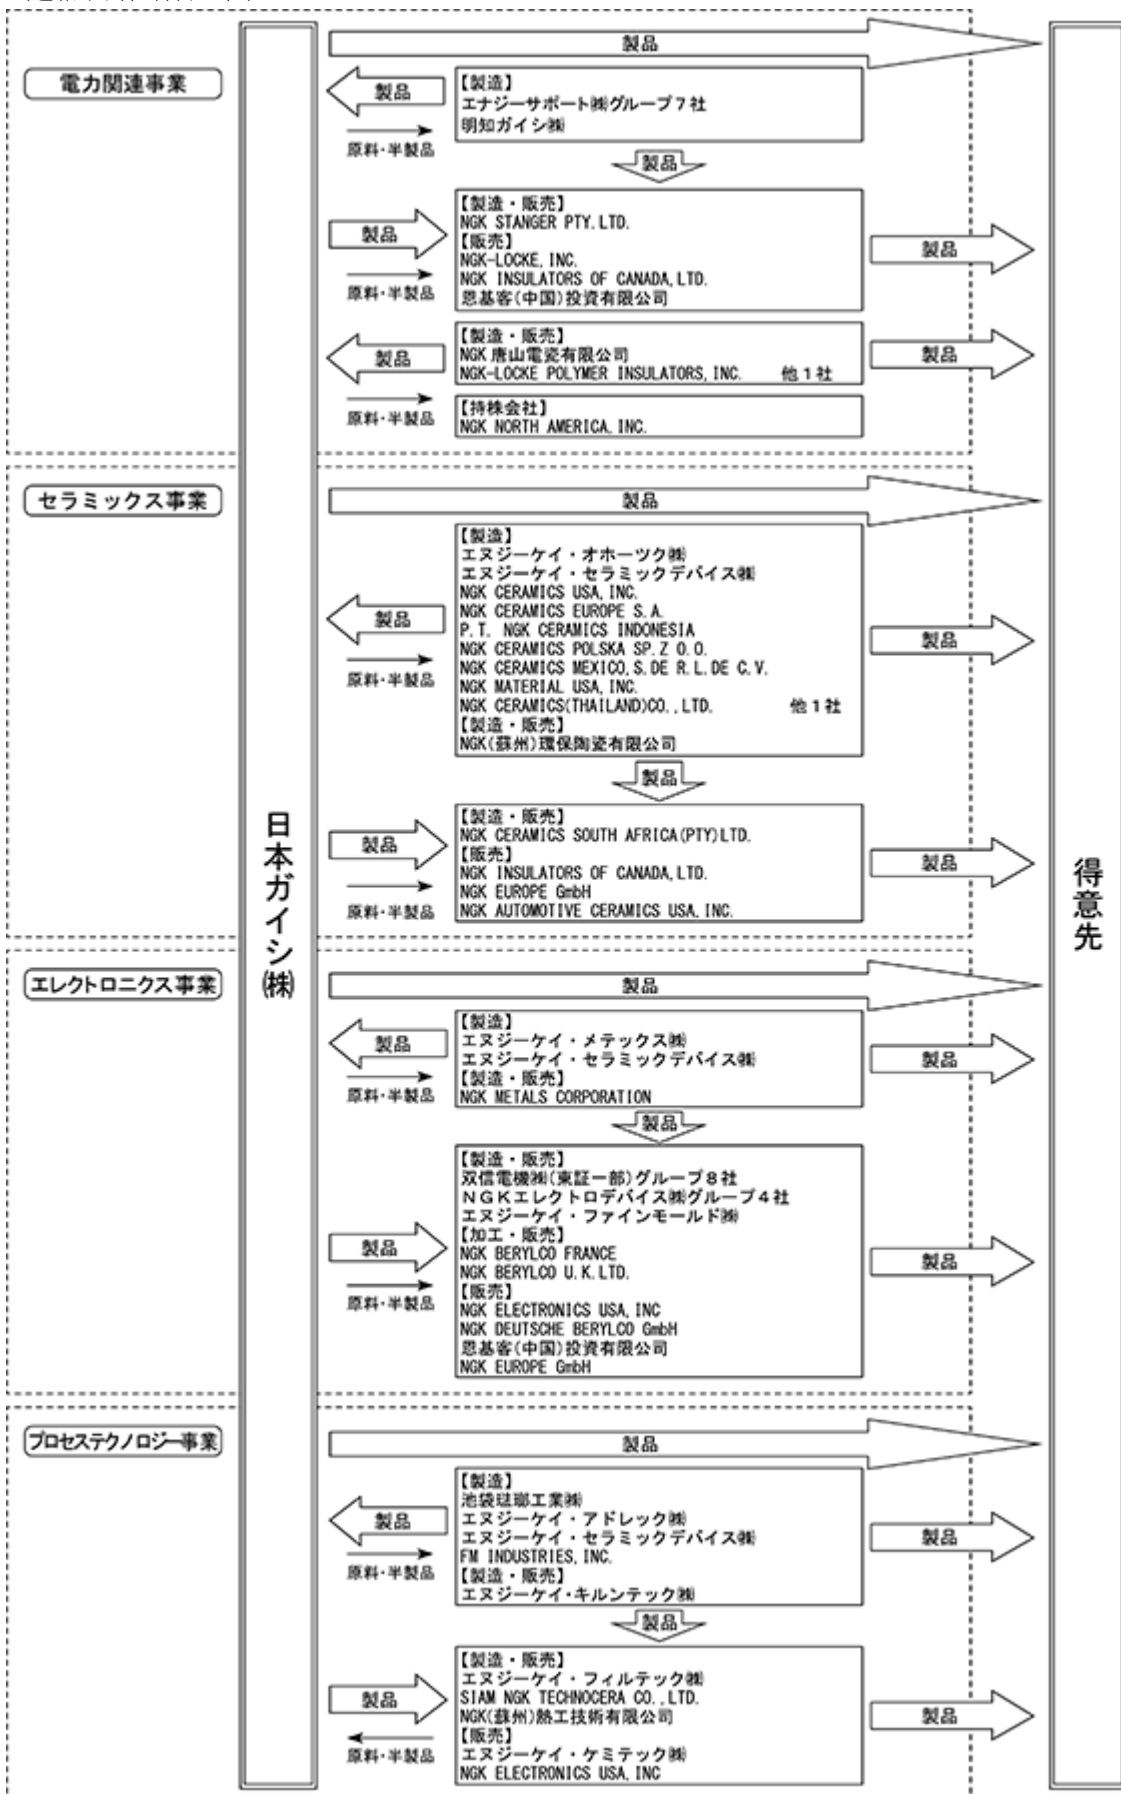 電力関連事業
製品
製品
原料・半製品
【製造】
エナジーサポート㈱グループ7社
明知ガイシ㈱
製品
製品
原料・半製品
【製造・販売】
NGK STANGER PTY.LTD.
【販売】
NGK-LOCKE,INC.
NGK INSULATORS OF CANADA,LTD.
恩基客(中国)投資有限公司
製品
製品
原料・半製品
【製造・販売】
NGK唐山電瓷有限公司
NGK-LOCKE POLYMER INSULATORS,INC. 他1社
製品
【持株会社】
NGK NORTH AMERICA,INC.
セラミックス事業
製品
製品
原料・半製品
【製造】
エヌジーケイ・オホーツク㈱
エヌジーケイ・セラミックデバイス㈱
NGK CERAMICS USA,INC.
NGK CERAMICS EUROPE S.A.
P.T. NGK CERAMICS INDONESIA
NGK CERAMICS POLSKA SP.Z O.O.
NGK CERAMICS MEXICO,S.DE R.L.DE C.V.
NGK MATERIAL USA,INC.
NGK CERAMICS(THAILAND)CO.,LTD. 他1社
【製造・販売】
NGK(蘇州)環保陶瓷有限公司
製品
製品
製品
原料・半製品
【製造・販売】
NGK CERAMICS SOUTH AFRICA(PTY)LTD.
【販売】
NGK INSULATORS OF CANADA,LTD.
NGK EUROPE GmbH
NGK AUTOMOTIVE CERAMICS USA,INC.
製品
日本ガイシ㈱
得意先
エレクトロニクス事業
製品
製品
原料・半製品
【製造】
エヌジーケイ・メテックス㈱
エヌジーケイ・セラミックデバイス㈱
【製造・販売】
NGK METALS CORPORATION
製品
製品
製品
原料・半製品
【製造・販売】
双信電機㈱(東証一部)グループ8社
ＮＧＫエレクトロデバイス㈱グループ4社
エヌジーケイ・ファインモールド㈱
【加工・販売】
NGK BERYLCO FRANCE
NGK BERYLCO U.K.LTD.
【販売】
NGK ELECTRONICS USA,INC
NGK DEUTSCHE BERYLCO GmbH
恩基客(中国)投資有限公司
NGK EUROPE GmbH
製品
プロセステクノロジー事業
製品
製品
原料・半製品
【製造】
池袋琺瑯工業㈱
エヌジーケイ・アドレック㈱
エヌジーケイ・セラミックデバイス㈱
FM INDUSTRIES,INC.
【製造・販売】
エヌジーケイ・キルンテック㈱
製品
製品
製品
原料・半製品
【製造・販売】
エヌジーケイ・フィルテック㈱
SIAM NGK TECHNOCERA CO.,LTD.
NGK(蘇州)熱工技術有限公司
【販売】
エヌジーケイ・ケミテック㈱
NGK ELECTRONICS USA,INC
製品